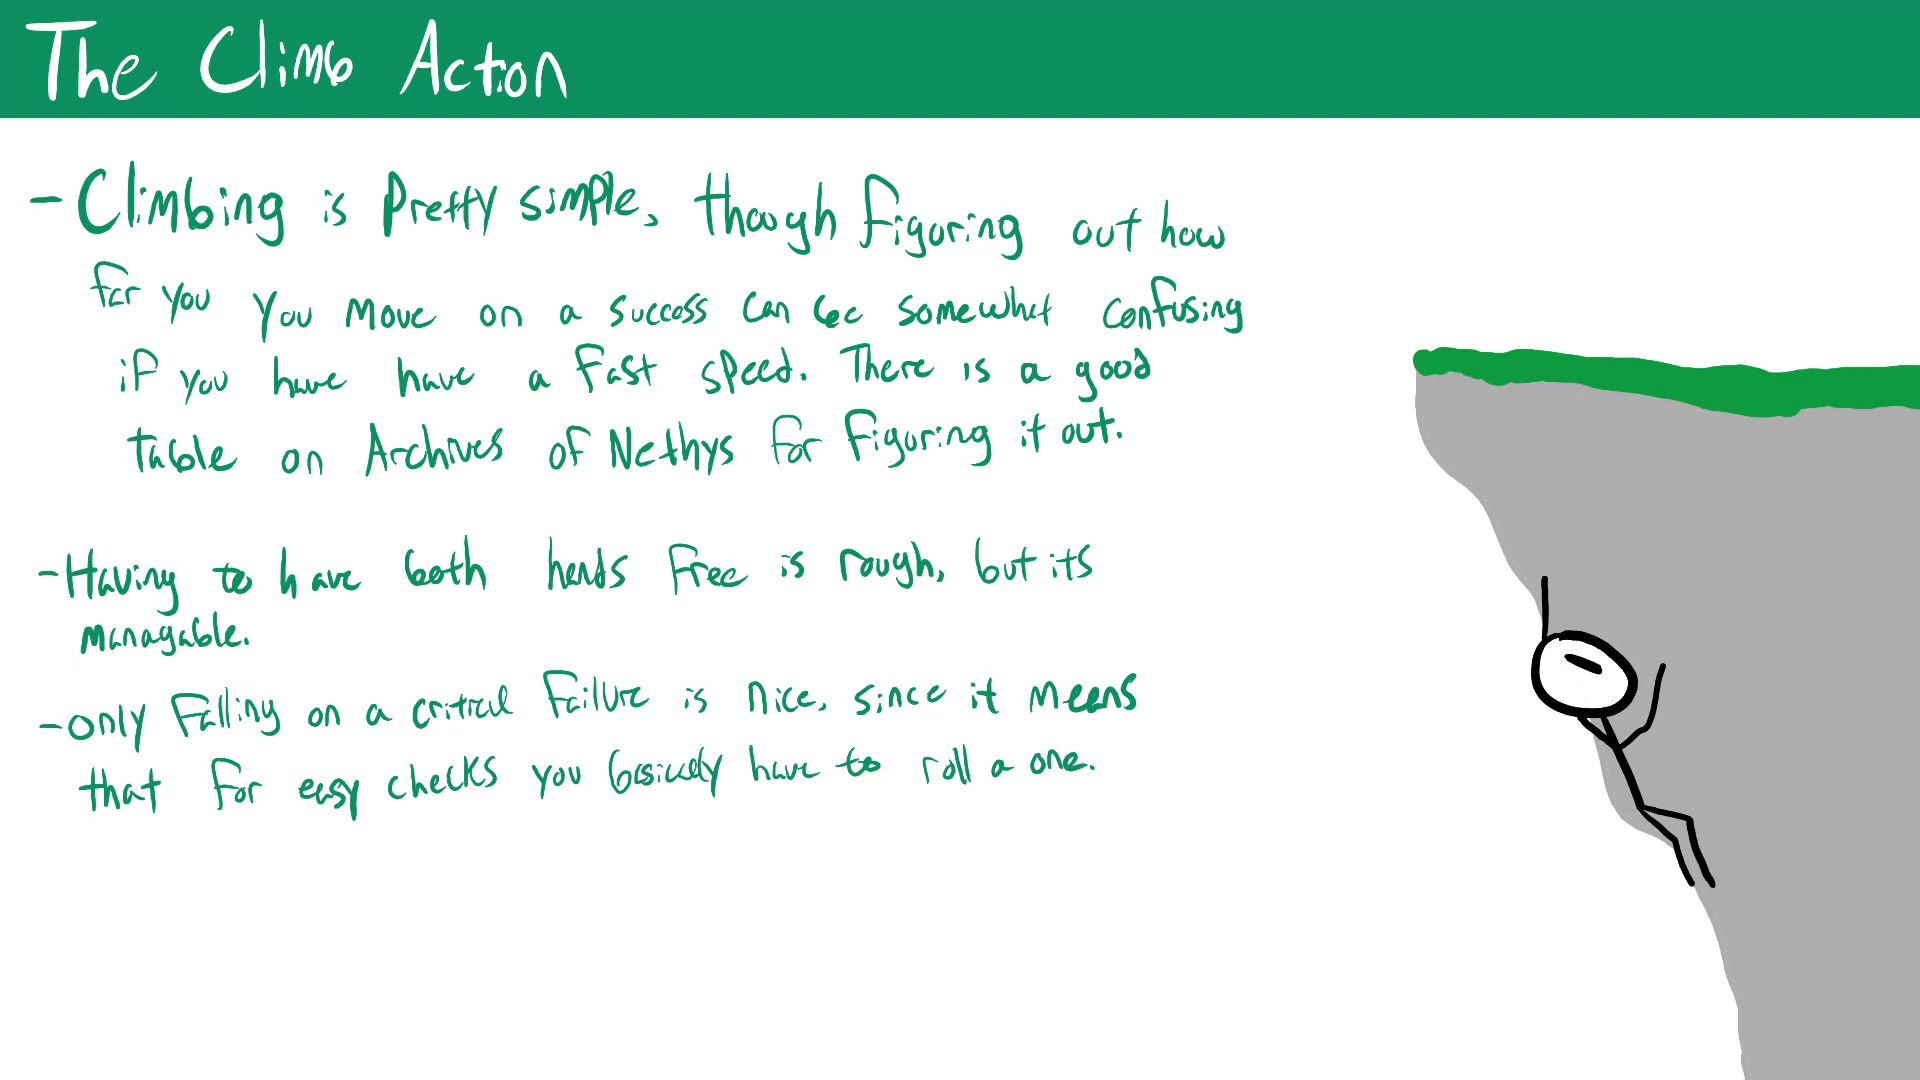 The Climb Action
- Climbing is Pretty simple, though figuring out how
far you you move on a success can be somewhat confusing
if you have have a fast speed. There is a good
table on Archives of Nethys for figuring it out.
- Having to have both hands free is rough, but its
managable.
- only falling on a critical failure is nice, since it means
that for easy checks you basically have to roll a one.